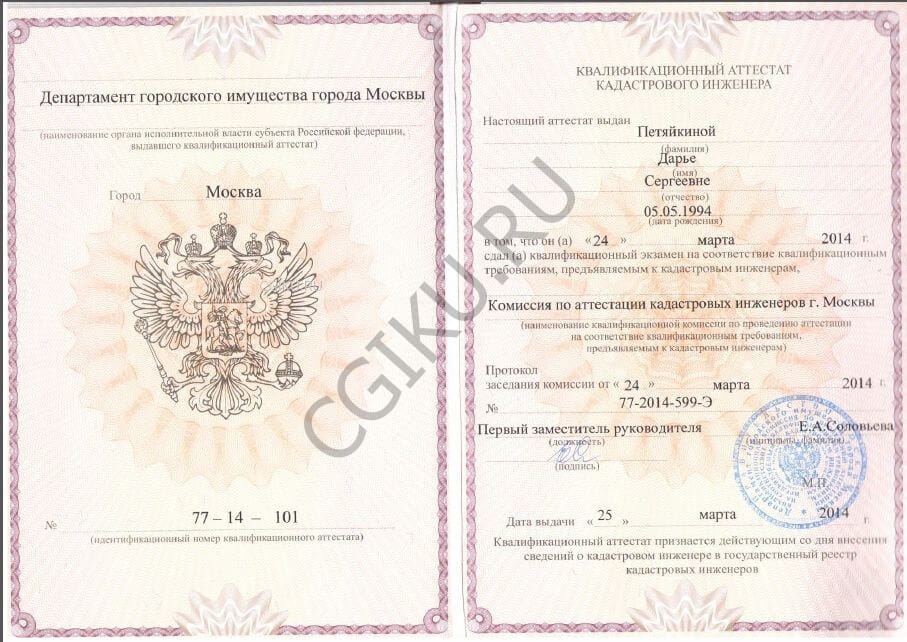 Департамент городского имущества города Москвы
(наименование органа исполнительной власти субъекта Российской федерации,
выдавшего квалификационный аттестат)
Город Москва
№ 77 – 14 – 101
(идентификационный номер квалификационного аттестата)
КВАЛИФИКАЦИОННЫЙ АТТЕСТАТ
КАДАСТРОВОГО ИНЖЕНЕРА
Настоящий аттестат выдан
Петяйкиной
(фамилия)
Дарье
(имя)
Сергеевне
(отчество)
05.05.1994
(дата рождения)
в том, что он (а) « 24 » марта 2014 г.
сдал (а) квалификационный экзамен на соответствие квалификационным
требованиям, предъявляемым к кадастровым инженерам,
Комиссия по аттестации кадастровых инженеров г. Москвы
(наименование квалификационной комиссии по проведению аттестации
на соответствие квалификационным требованиям,
предъявляемым к кадастровым инженерам)
Протокол
заседания комиссии от « 24 » марта 2014 г.
№ 77-2014-599-Э
Первый заместитель руководителя Е.А.Соловьева
(должность) (инициалы, фамилия)
(подпись)
М.П.
Дата выдачи « 25 » марта 2014 г.
Квалификационный аттестат признается действующим со дня внесения
сведений о кадастровом инженере в государственный реестр
кадастровых инженеров
CGIKU.RU